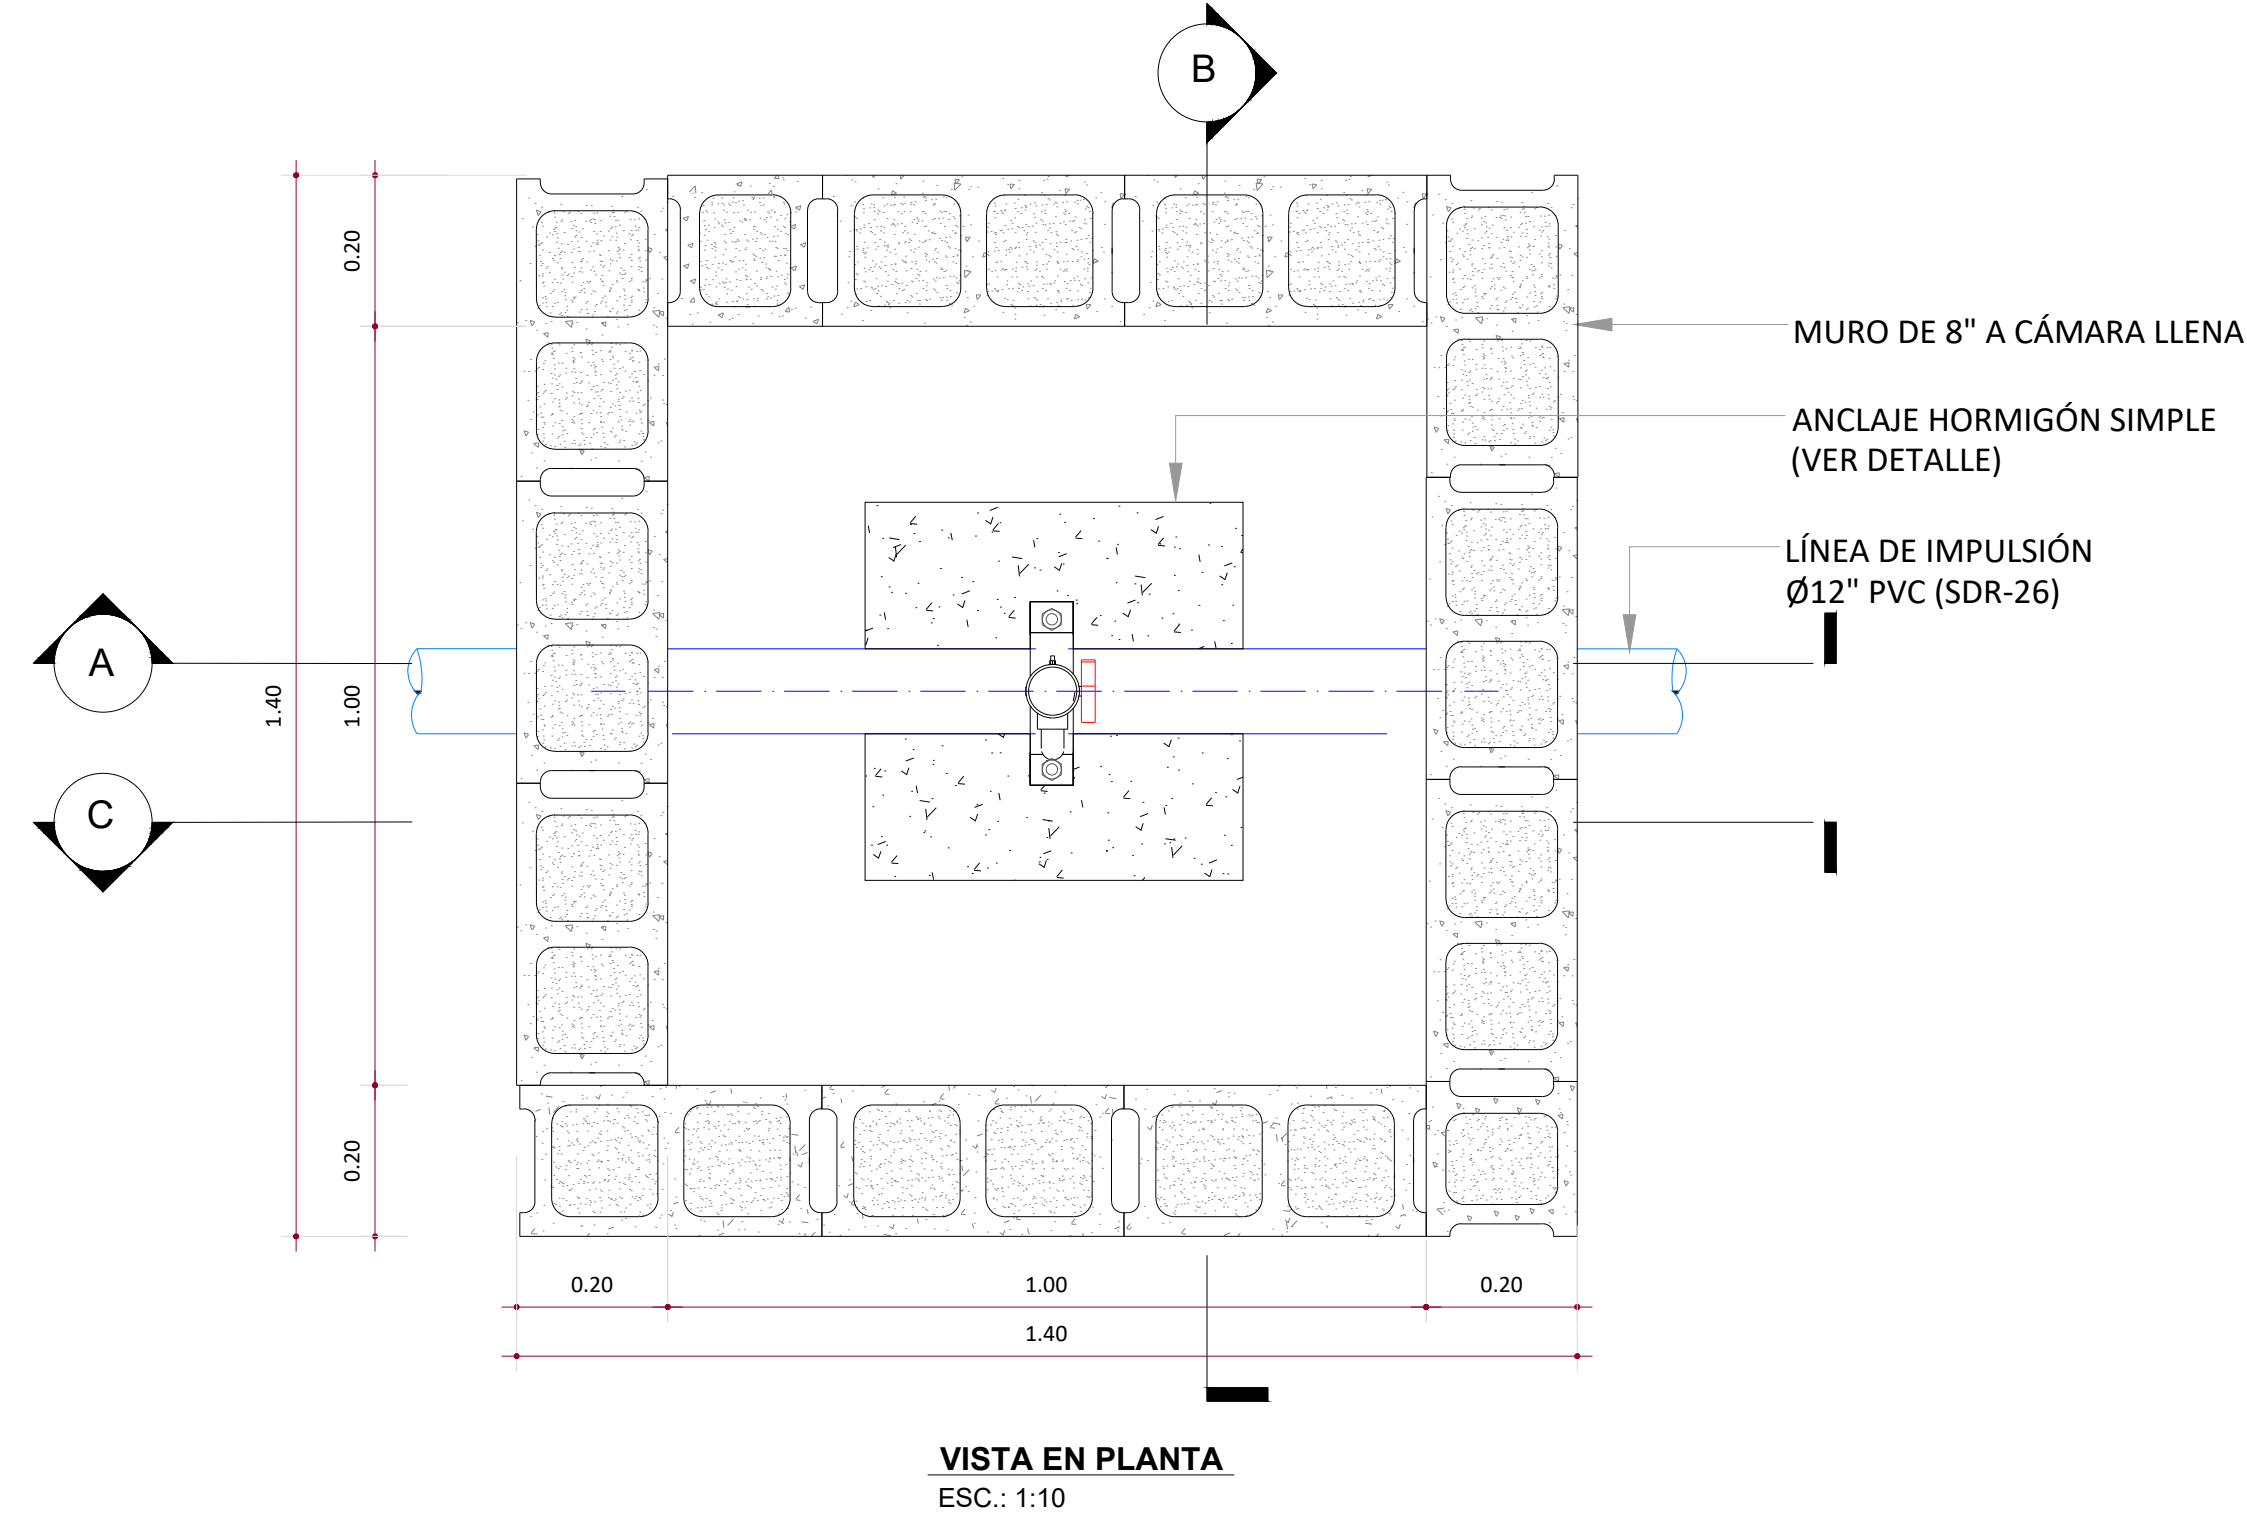 B
0.20
MURO DE 8" A CÁMARA LLENA
ANCLAJE HORMIGÓN SIMPLE
(VER DETALLE)
LÍNEA DE IMPULSIÓN
Ø12" PVC (SDR-26)
A
1.40
1.00
C
0.20
0.20
1.00
0.20
1.40
VISTA EN PLANTA
ESC.: 1:10